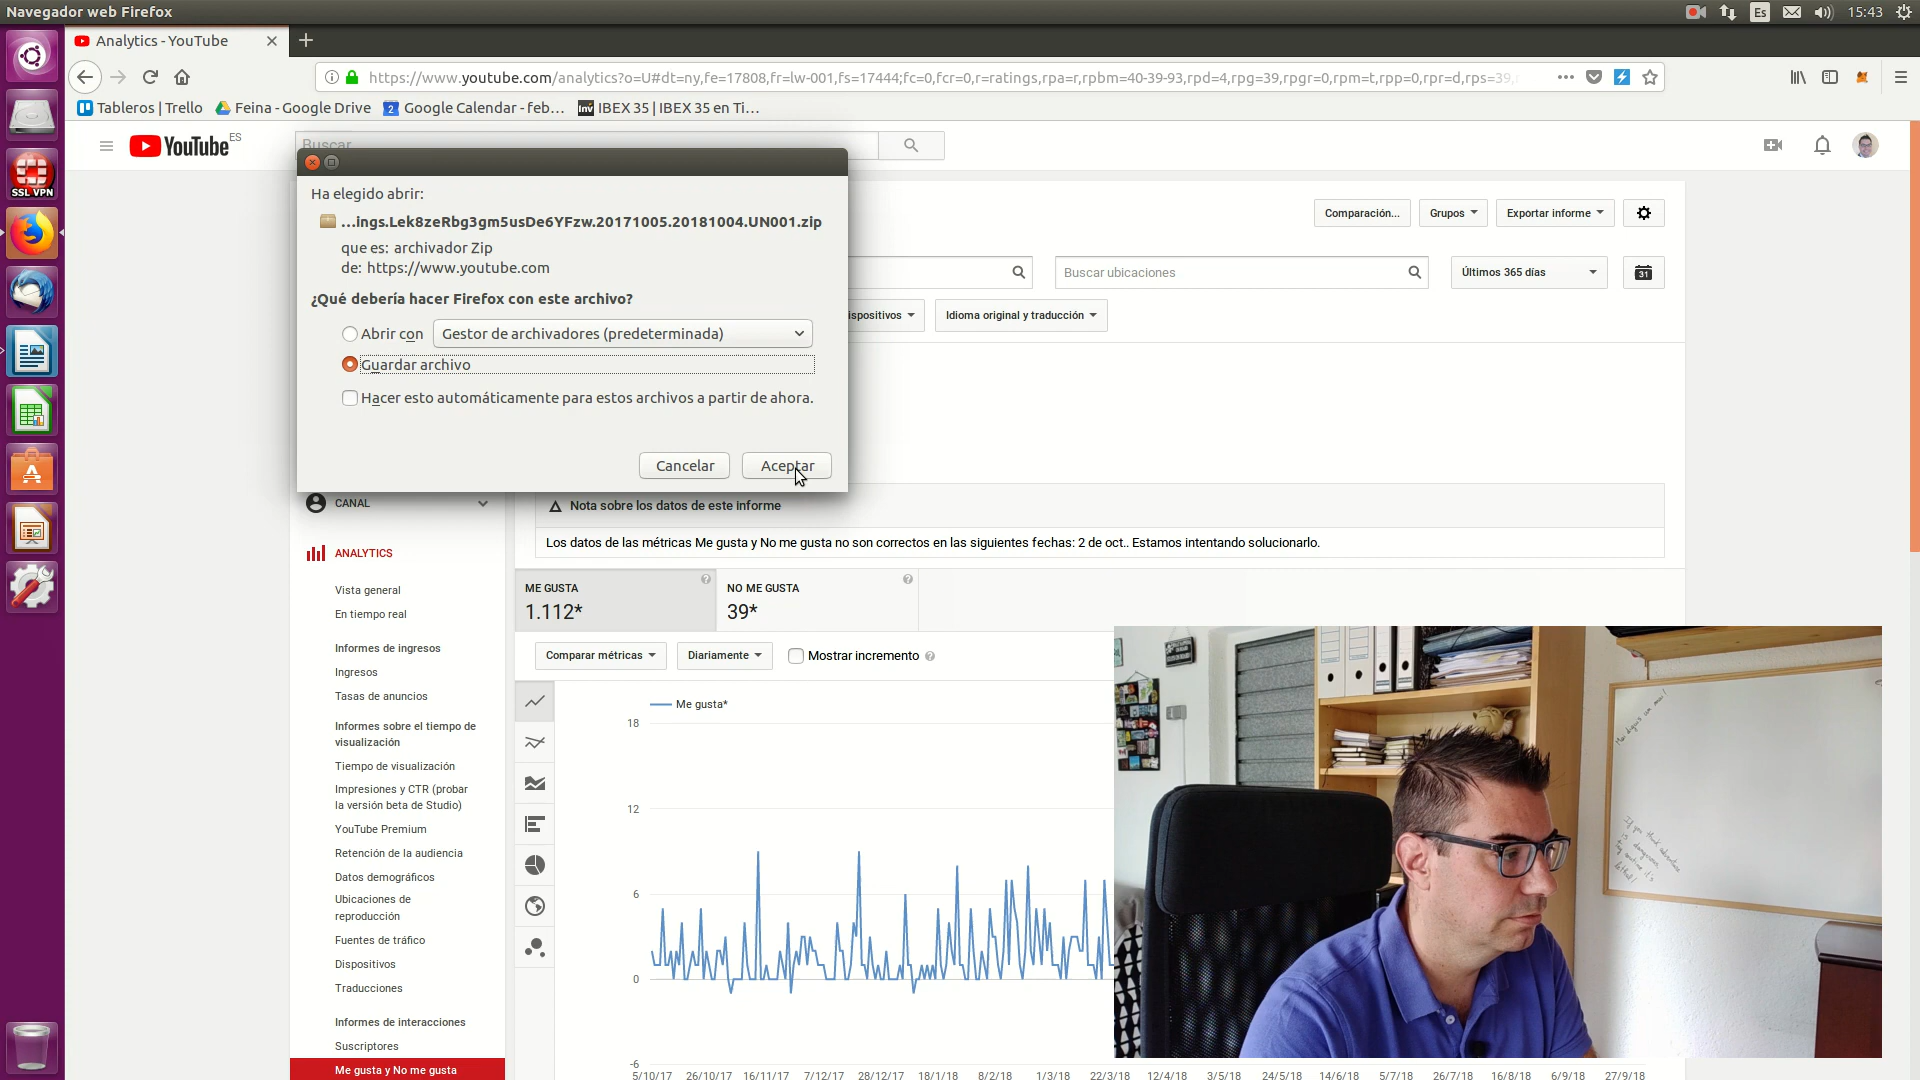 Navegador web Firefox
Es
15:43
Analytics - YouTube
https://www.youtube.com/analytics?o=U#dt=ny,fe=17808,fr=lw-001,fs=17444;fc=0,fcr=0,r=ratings,rpa=r,rpbm=40-39-93,rpd=4,rpg=39,rpgr=0,rpm=t,rpp=0,rpr=d,rps=39,
Tableros | Trello
Feina - Google Drive
2
Google Calendar - feb…
Inv
IBEX 35 | IBEX 35 en Ti…
YouTube ES
Buscar
SSL VPN
Ha elegido abrir:
…ings.Lek8zeRbg3gm5usDe6YFzw.20171005.20181004.UN001.zip
que es: archivador Zip
de: https://www.youtube.com
¿Qué debería hacer Firefox con este archivo?
Abrir con
Gestor de archivadores (predeterminada)
Guardar archivo
Hacer esto automáticamente para estos archivos a partir de ahora.
Cancelar
Aceptar
Comparación...
Grupos
Exportar informe
Buscar ubicaciones
Últimos 365 días
31
ispositivos
Idioma original y traducción
Nota sobre los datos de este informe
Los datos de las métricas Me gusta y No me gusta no son correctos en las siguientes fechas: 2 de oct.. Estamos intentando solucionarlo.
CANAL
ANALYTICS
Vista general
En tiempo real
Informes de ingresos
Ingresos
Tasas de anuncios
Informes sobre el tiempo de
visualización
Tiempo de visualización
Impresiones y CTR (probar
la versión beta de Studio)
YouTube Premium
Retención de la audiencia
Datos demográficos
Ubicaciones de
reproducción
Fuentes de tráfico
Dispositivos
Traducciones
Informes de interacciones
Suscriptores
Me gusta y No me gusta
ME GUSTA
1.112*
NO ME GUSTA
39*
Comparar métricas
Diariamente
Mostrar incremento
Me gusta*
18
12
6
0
-6
5/10/17 26/10/17 16/11/17 7/12/17 28/12/17 18/1/18 8/2/18 1/3/18 22/3/18 12/4/18 3/5/18 24/5/18 14/6/18 5/7/18 26/7/18 16/8/18 6/9/18 27/9/18